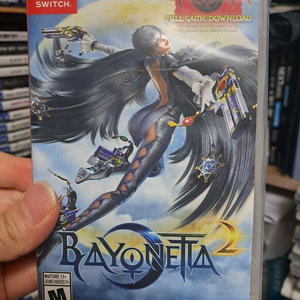 SWITCH.
FULL GAME DOWNLOAD
BAYONETTA 2
MATURE 17+
M